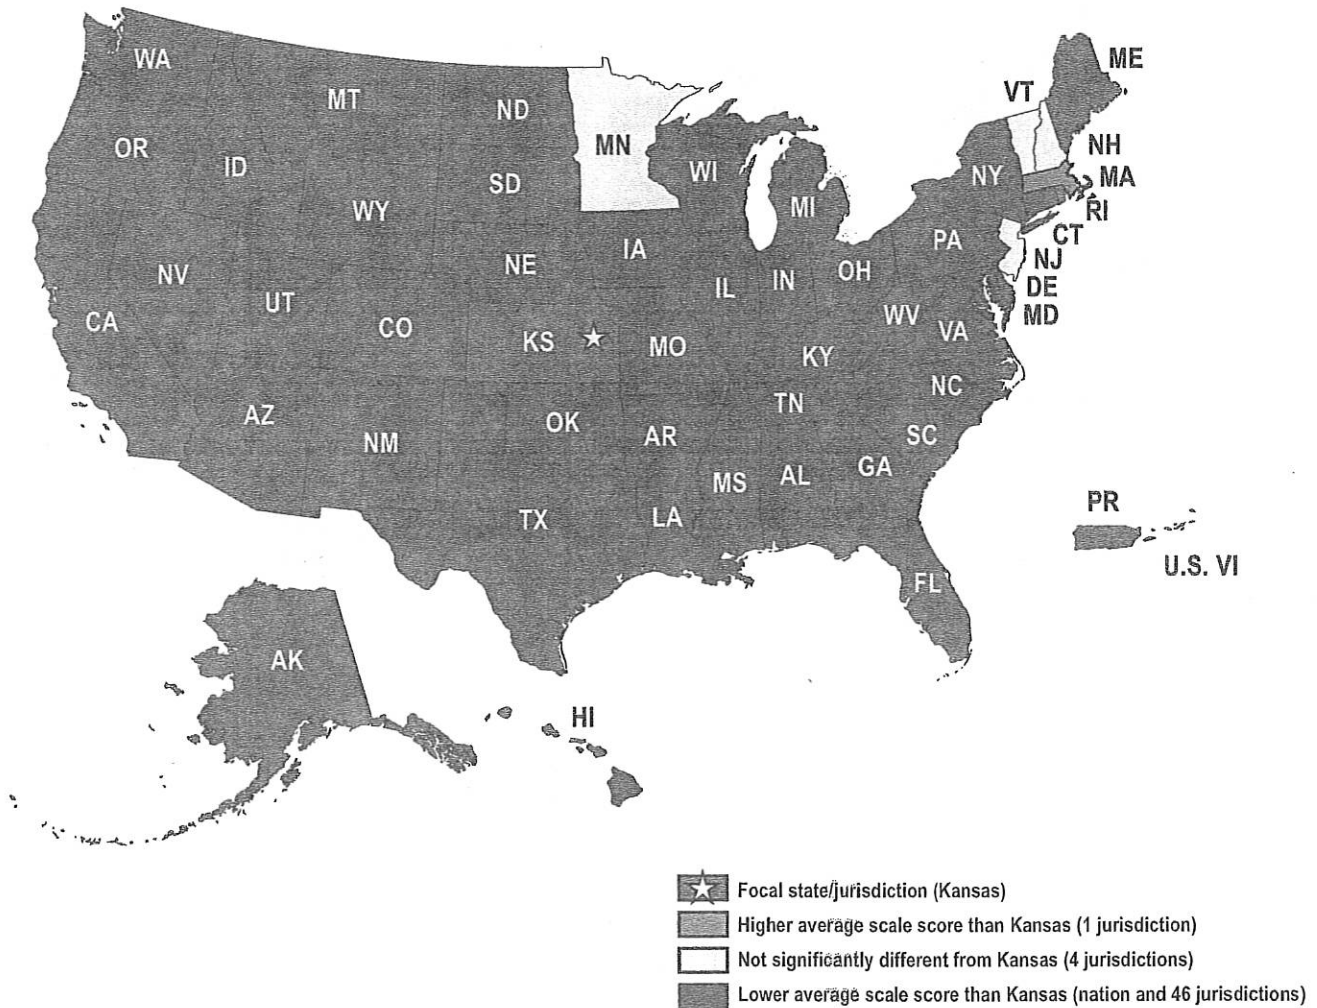 WA
ME
MT
ND
VT
OR
MN
NH
ID
WI
NY
MA
SD
RI
WY
MI
CT
IA
PA
NE
NJ
NV
OH
IN
DE
IL
UT
MD
CA
CO
WV
VA
KS
MO
KY
NC
TN
AZ
OK
AR
SC
NM
GA
MS
AL
PR
TX
LA
U.S. VI
FL
AK
HI
Focal state/jurisdiction (Kansas)
Higher average scale score than Kansas (1 jurisdiction)
Not significantly different from Kansas (4 jurisdictions)
Lower average scale score than Kansas (nation and 46 jurisdictions)